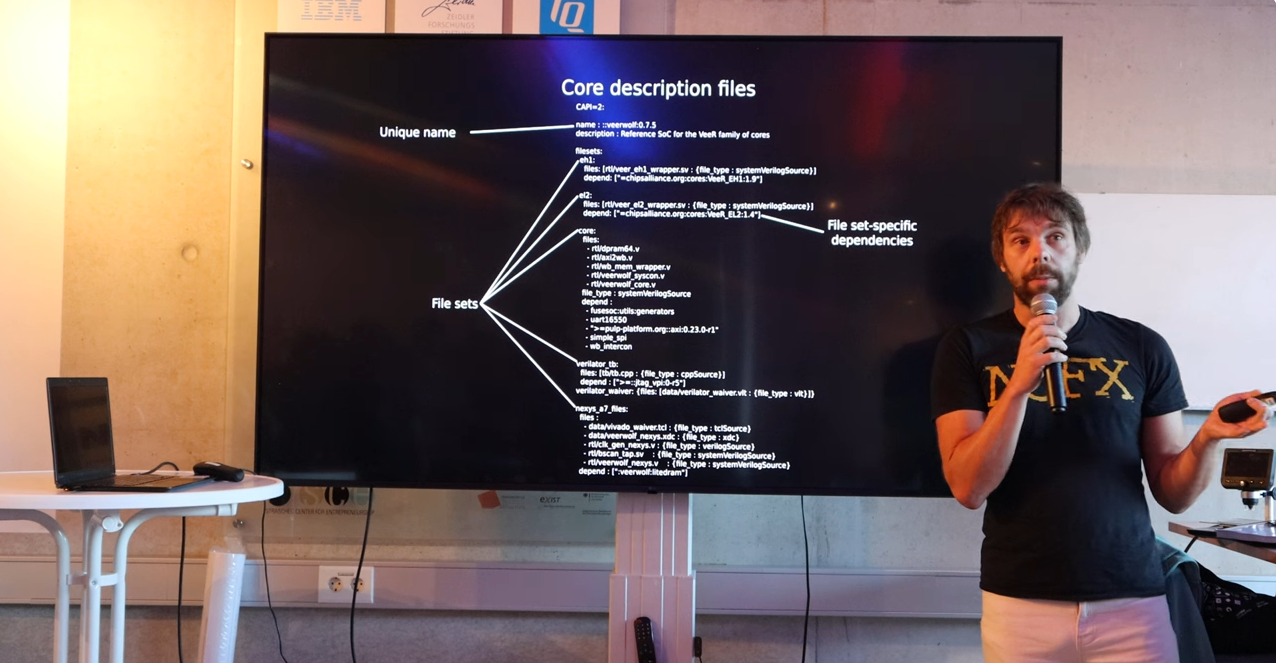 IBM
ZEIDLER
FORSCHUNGS
IQ
Core description files
CAPI=2:
Unique name
name : ::veerwolf:0.7.5
description : Reference SoC for the VeeR family of cores
filesets:
eh1:
files: [rtl/veer_eh1_wrapper.sv : {file_type : systemVerilogSource}]
depend: ["=chipsalliance.org:cores:VeeR_EH1:1.9"]
el2:
files: [rtl/veer_el2_wrapper.sv : {file_type : systemVerilogSource}]
depend: ["=chipsalliance.org:cores:VeeR_EL2:1.4"]
File set-specific
dependencies
core:
files:
- rtl/dpram64.v
- rtl/axi2wb.v
- rtl/wb_mem_wrapper.v
- rtl/veerwolf_syscon.v
- rtl/veerwolf_core.v
file_type : systemVerilogSource
File sets
depend :
- fusesoc:utils:generators
- uart16550
- ">=pulp-platform.org::axi:0.23.0-r1"
- simple_spi
- wb_intercon
verilator_tb:
files: [tb/tb.cpp : {file_type : cppSource}]
depend : [">=::jtag_vpi:0-r5"]
verilator_waiver: {files: [data/verilator_waiver.vlt : {file_type : vlt}]}
nexys_a7_files:
files :
- data/vivado_waiver.tcl : {file_type : tclSource}
- data/veerwolf_nexys.xdc : {file_type : xdc}
- rtl/clk_gen_nexys.v : {file_type : verilogSource}
- rtl/bscan_tap.sv : {file_type : systemVerilogSource}
- rtl/veerwolf_nexys.v : {file_type : systemVerilogSource}
depend : [":veerwolf:litedram"]
NOFX
exist